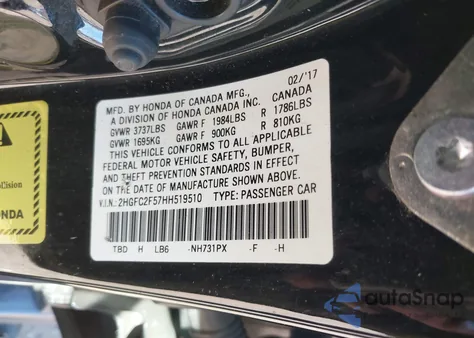 02/'17
MFD. BY HONDA OF CANADA MFG., CANADA
A DIVISION OF HONDA CANADA INC.
GVWR 3737LBS GAWR F 1984LBS R 1786LBS
GVWR 1695KG GAWR F 900KG R 810KG
THIS VEHICLE CONFORMS TO ALL APPLICABLE
FEDERAL MOTOR VEHICLE SAFETY, BUMPER,
& THEFT PREVENTION STANDARDS IN EFFECT
ON THE DATE OF MANUFACTURE SHOWN ABOVE.
V.I.N.: 2HGFC2F57HH519510 TYPE: PASSENGER CAR
TBD H LB6 -NH731PX -F -H
ollision
ONDA
autoSnap